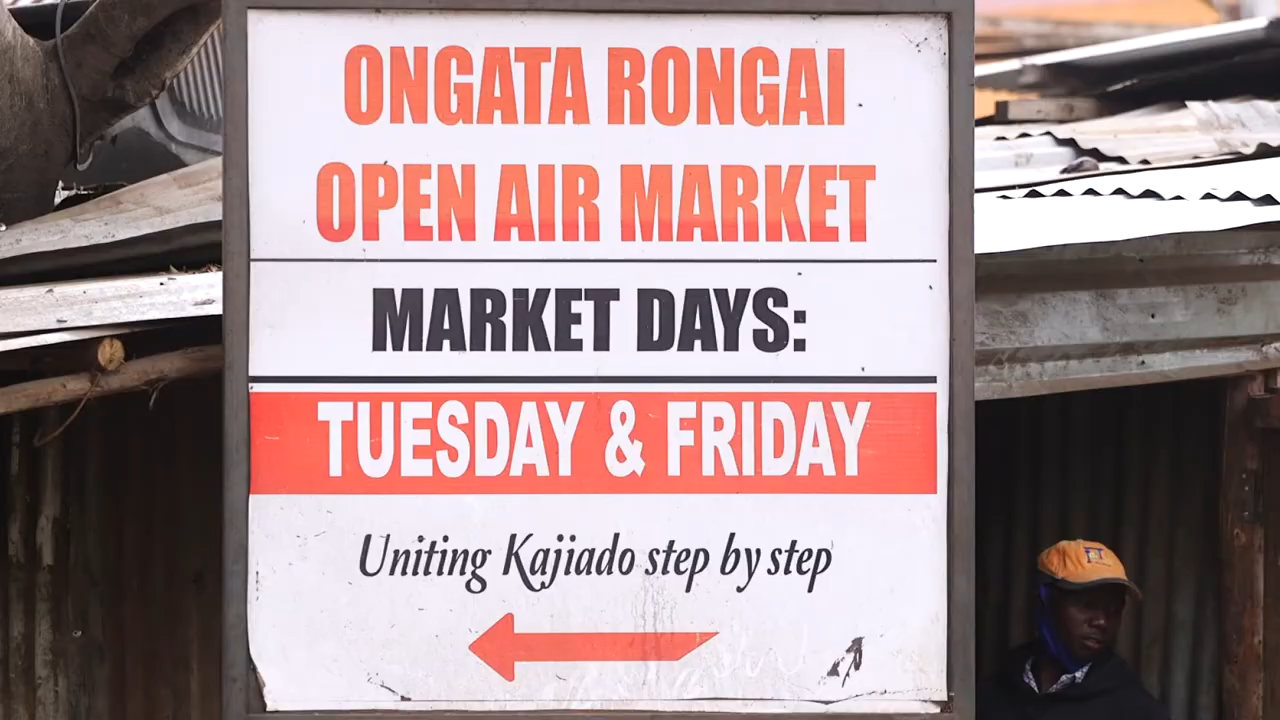 ONGATA RONGAI
OPEN AIR MARKET
MARKET DAYS:
TUESDAY & FRIDAY
Uniting Kajiado step by step